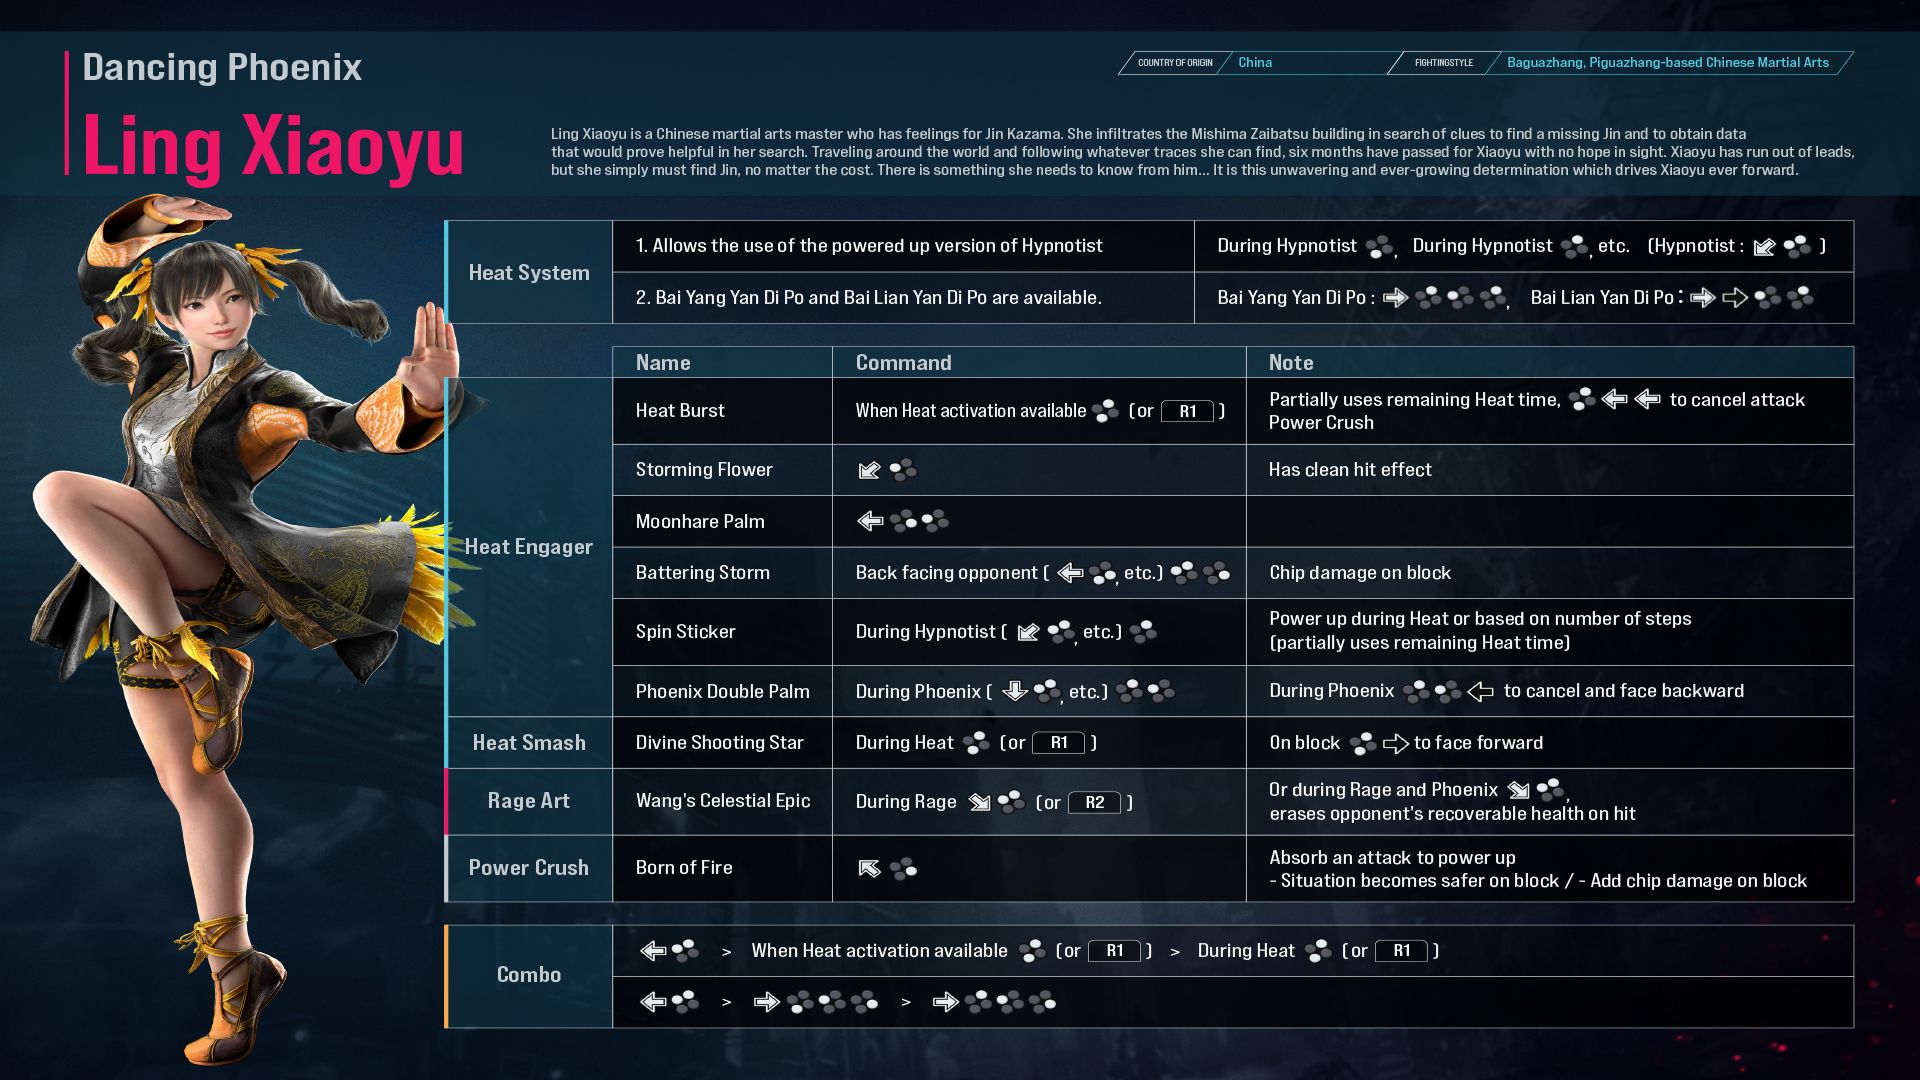 Dancing Phoenix
Ling Xiaoyu
COUNTRY OF ORIGIN China FIGHTINGSTYLE Baguazhang, Piguazhang-based Chinese Martial Arts
Ling Xiaoyu is a Chinese martial arts master who has feelings for Jin Kazama. She infiltrates the Mishima Zaibatsu building in search of clues to find a missing Jin and to obtain data
that would prove helpful in her search. Traveling around the world and following whatever traces she can find, six months have passed for Xiaoyu with no hope in sight. Xiaoyu has run out of leads,
but she simply must find Jin, no matter the cost. There is something she needs to know from him... It is this unwavering and ever-growing determination which drives Xiaoyu ever forward.
Heat System
1. Allows the use of the powered up version of Hypnotist
During Hypnotist , During Hypnotist , etc. (Hypnotist : )
2. Bai Yang Yan Di Po and Bai Lian Yan Di Po are available.
Bai Yang Yan Di Po : , Bai Lian Yan Di Po :
Name Command Note
Heat Engager
Heat Burst
When Heat activation available (or R1 )
Partially uses remaining Heat time, to cancel attack
Power Crush
Storming Flower
Has clean hit effect
Moonhare Palm
Battering Storm
Back facing opponent ( , etc.)
Chip damage on block
Spin Sticker
During Hypnotist ( , etc.)
Power up during Heat or based on number of steps
(partially uses remaining Heat time)
Phoenix Double Palm
During Phoenix ( , etc.)
During Phoenix to cancel and face backward
Heat Smash
Divine Shooting Star
During Heat (or R1 )
On block to face forward
Rage Art
Wang's Celestial Epic
During Rage (or R2 )
Or during Rage and Phoenix ,
erases opponent's recoverable health on hit
Power Crush
Born of Fire
Absorb an attack to power up
- Situation becomes safer on block / - Add chip damage on block
Combo
> When Heat activation available (or R1 ) > During Heat (or R1 )
> >